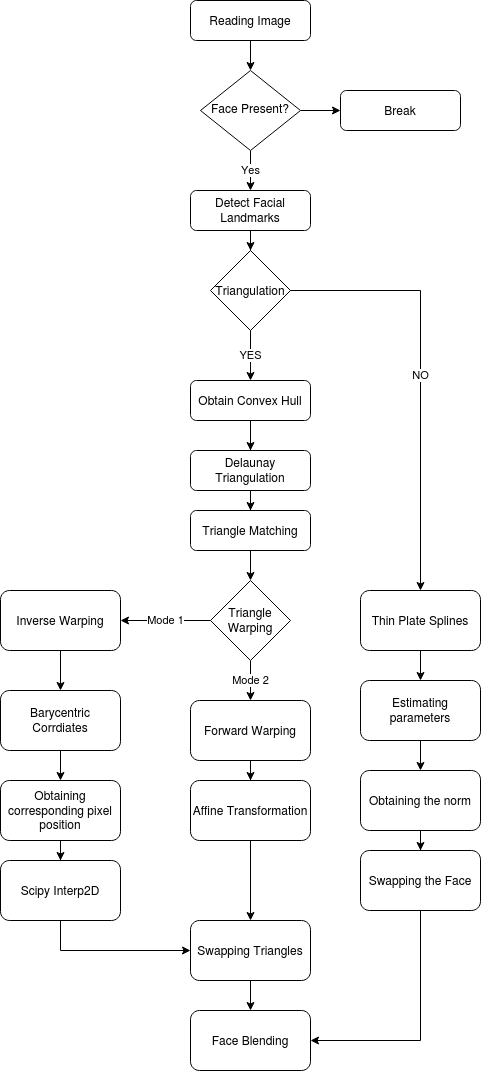 Reading Image
Face Present?
Break
Yes
Detect Facial
Landmarks
Triangulation
YES
NO
Obtain Convex Hull
Delaunay
Triangulation
Triangle Matching
Inverse Warping
Mode 1
Triangle
Warping
Thin Plate Splines
Mode 2
Barycentric
Corrdiates
Forward Warping
Estimating
parameters
Obtaining
corresponding pixel
position
Affine Transformation
Obtaining the norm
Scipy Interp2D
Swapping the Face
Swapping Triangles
Face Blending